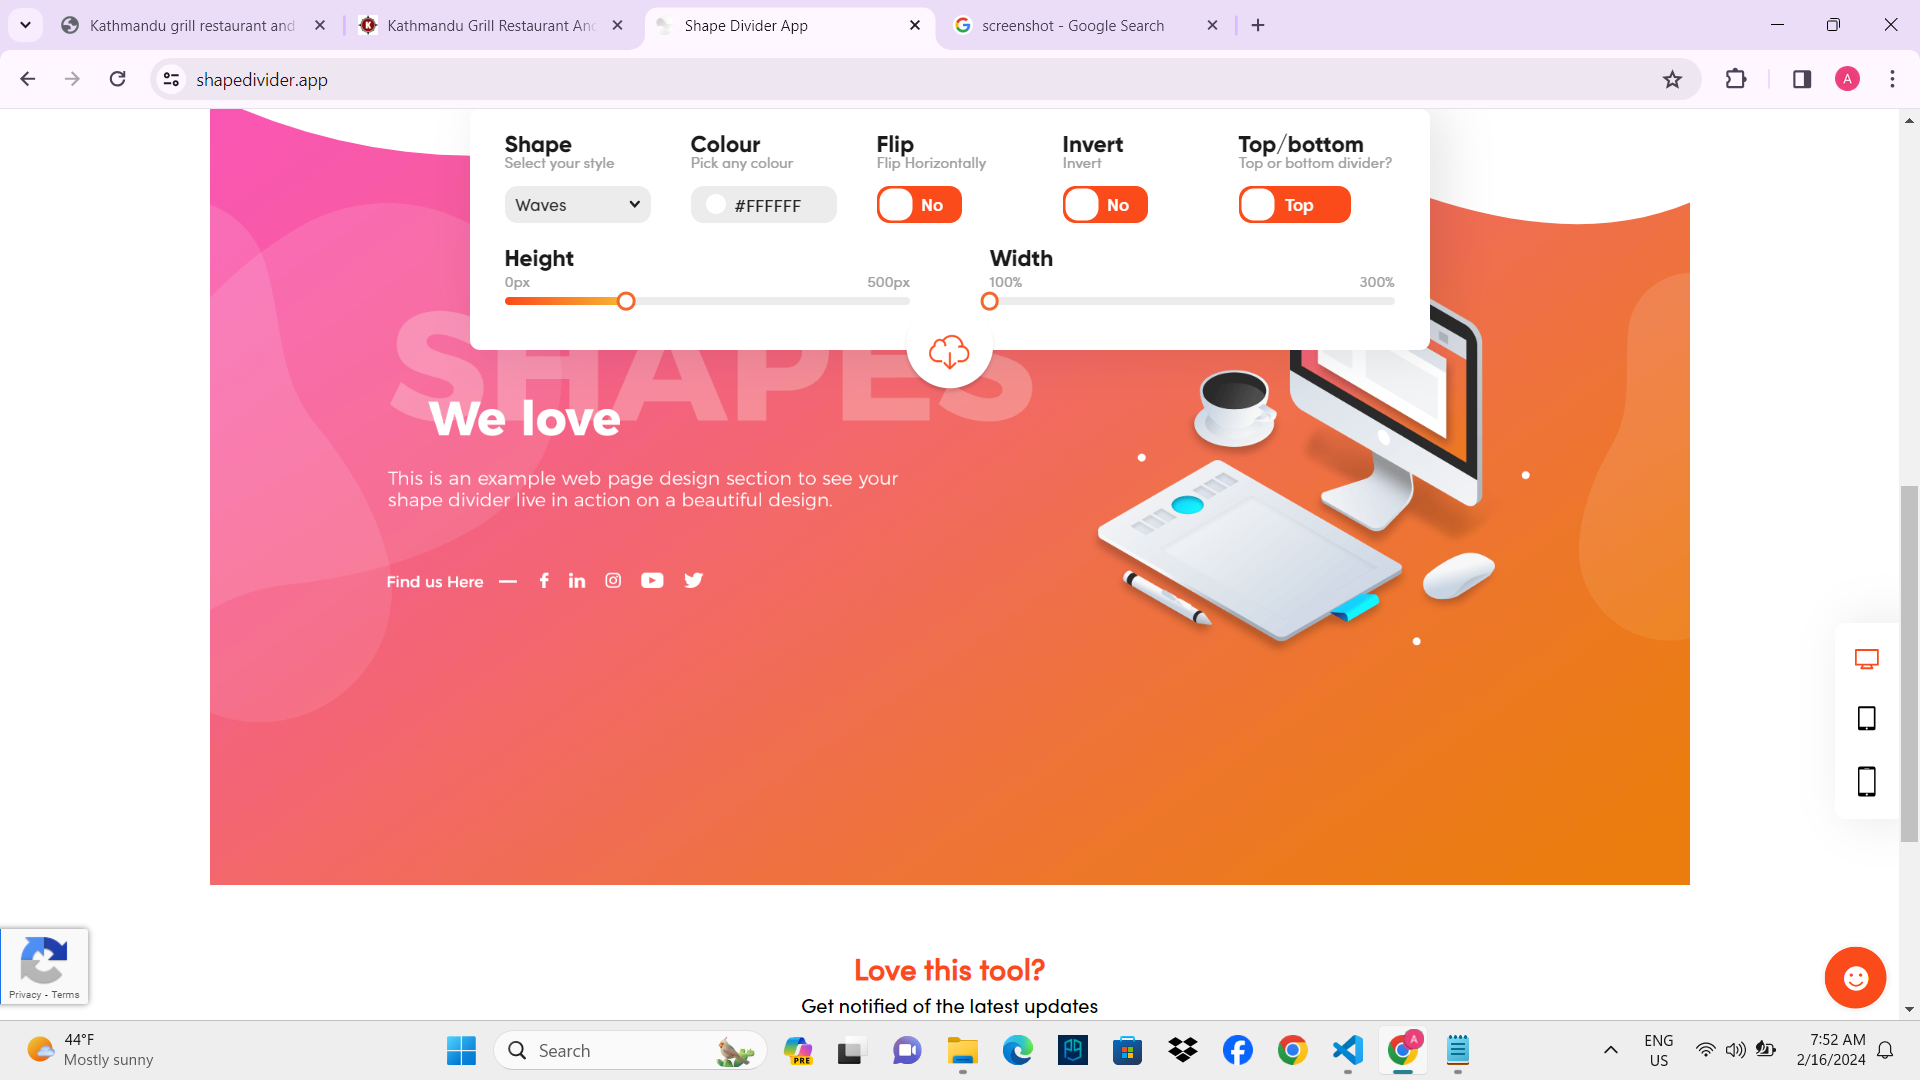 Kathmandu grill restaurant and
Kathmandu Grill Restaurant An
Shape Divider App
screenshot - Google Search
shapedivider.app
A
Shape
Select your style
Waves
Colour
Pick any colour
#FFFFFF
Flip
Flip Horizontally
No
Invert
Invert
No
Top/bottom
Top or bottom divider?
Top
Height
0px
500px
Width
100%
300%
SHAPES
We love
This is an example web page design section to see your
shape divider live in action on a beautiful design.
Find us Here
Privacy - Terms
Love this tool?
Get notified of the latest updates
44°F
Mostly sunny
Search
PRE
A
ENG
US
7:52 AM
2/16/2024